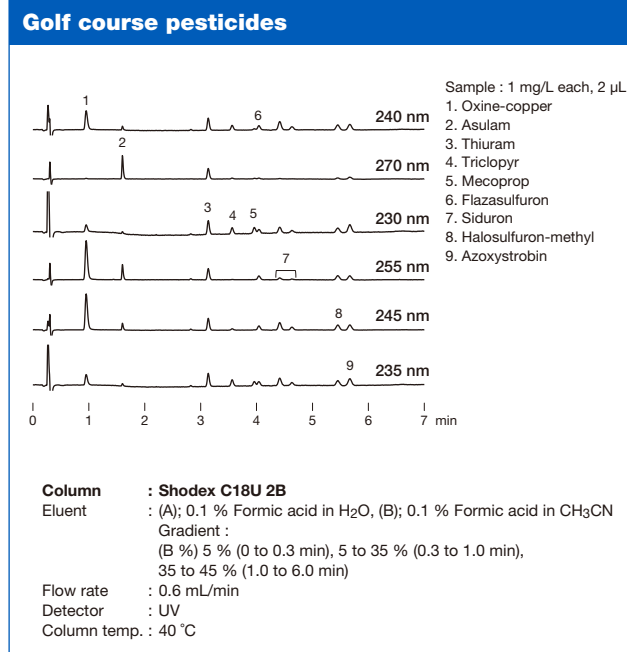 Golf course pesticides
Sample : 1 mg/L each, 2 µL
1. Oxine-copper
2. Asulam
3. Thiuram
4. Triclopyr
5. Mecoprop
6. Flazasulfuron
7. Siduron
8. Halosulfuron-methyl
9. Azoxystrobin
1
6
240 nm
2
270 nm
3
4
5
230 nm
7
255 nm
8
245 nm
9
235 nm
0 1 2 3 4 5 6 7 min
Column : Shodex C18U 2B
Eluent : (A); 0.1 % Formic acid in H2O, (B); 0.1 % Formic acid in CH3CN
Gradient :
(B %) 5 % (0 to 0.3 min), 5 to 35 % (0.3 to 1.0 min),
35 to 45 % (1.0 to 6.0 min)
Flow rate : 0.6 mL/min
Detector : UV
Column temp. : 40 ˚C